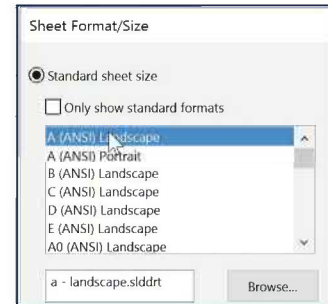 Sheet Format/Size
Standard sheet size
Only show standard formats
A (ANSI) Landscape
A (ANSI) Portrait
B (ANSI) Landscape
C (ANSI) Landscape
D (ANSI) Landscape
E (ANSI) Landscape
A0 (ANSI) Landscape
a - landscape.slddrt
Browse...